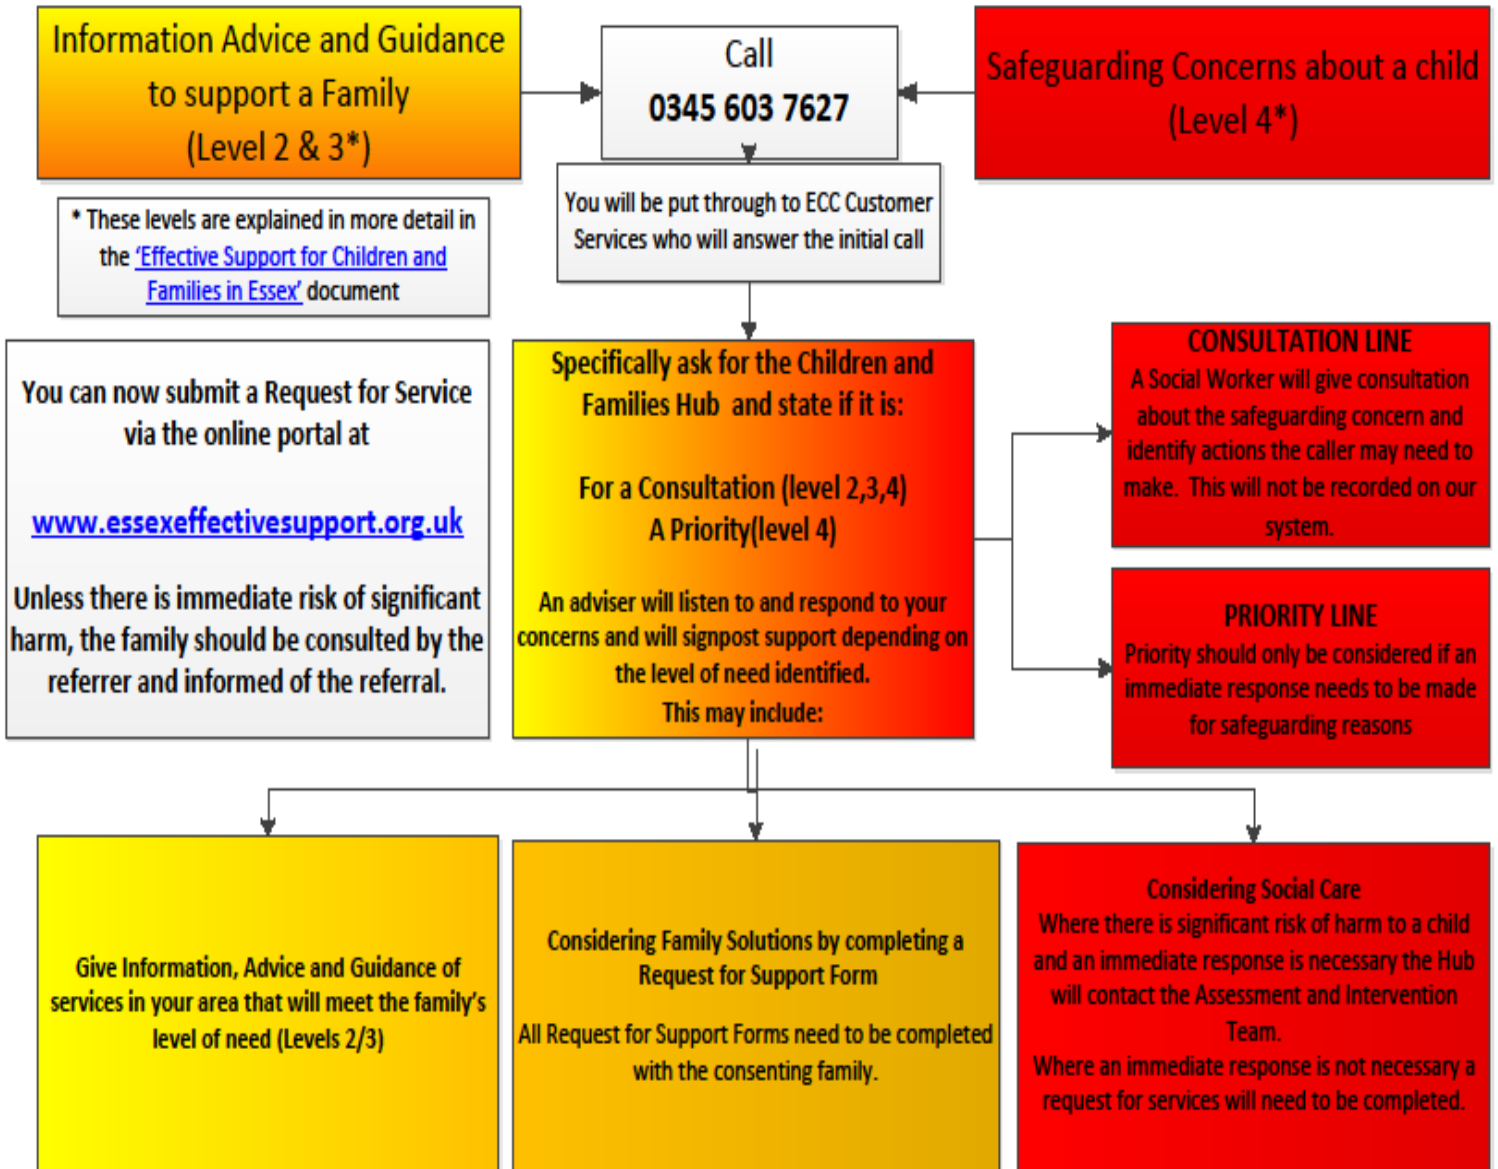 Information Advice and Guidance
to support a Family
(Level 2 & 3*)
Call
0345 603 7627
Safeguarding Concerns about a child
(Level 4*)
* These levels are explained in more detail in
the 'Effective Support for Children and
Families in Essex' document
You will be put through to ECC Customer
Services who will answer the initial call
You can now submit a Request for Service
via the online portal at
www.essexeffectivesupport.org.uk
Unless there is immediate risk of significant
harm, the family should be consulted by the
referrer and informed of the referral.
Specifically ask for the Children and
Families Hub and state if it is:
For a Consultation (level 2,3,4)
A Priority(level 4)
An adviser will listen to and respond to your
concerns and will signpost support depending on
the level of need identified.
This may include:
CONSULTATION LINE
A Social Worker will give consultation
about the safeguarding concern and
identify actions the caller may need to
make. This will not be recorded on our
system.
PRIORITY LINE
Priority should only be considered if an
immediate response needs to be made
for safeguarding reasons
Give Information, Advice and Guidance of
services in your area that will meet the family's
level of need (Levels 2/3)
Considering Family Solutions by completing a
Request for Support Form
All Request for Support Forms need to be completed
with the consenting family.
Considering Social Care
Where there is significant risk of harm to a child
and an immediate response is necessary the Hub
will contact the Assessment and Intervention
Team.
Where an immediate response is not necessary a
request for services will need to be completed.